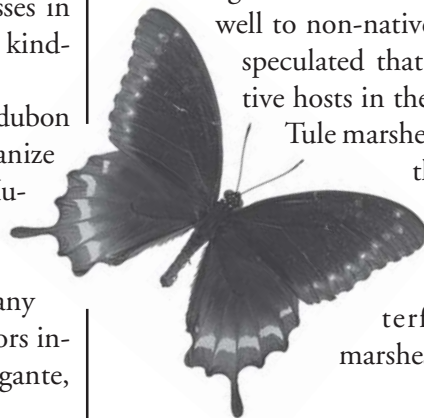 sses in
kind-
dubon
anize
u-
any
ors in-
gante,
well to non-native
speculated that
tive hosts in the
Tule marshe
th
terf
marshe